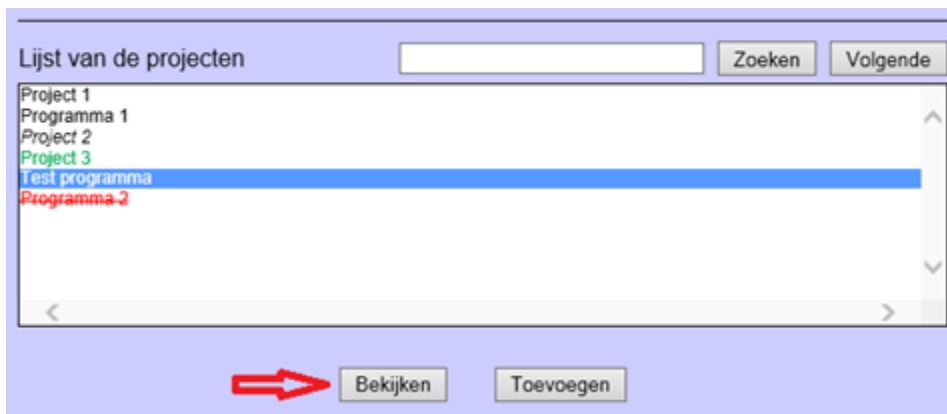 Lijst van de projecten Zoeken Volgende
Project 1
Programma 1
Project 2
Project 3
Test programma
Programma 2
Bekijken Toevoegen